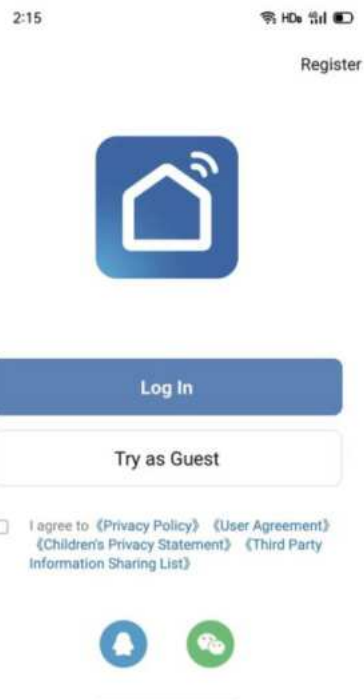 2:15
HD
Register
Log In
Try as Guest
I agree to 《Privacy Policy》 《User Agreement》
《Children's Privacy Statement》 《Third Party
Information Sharing List》